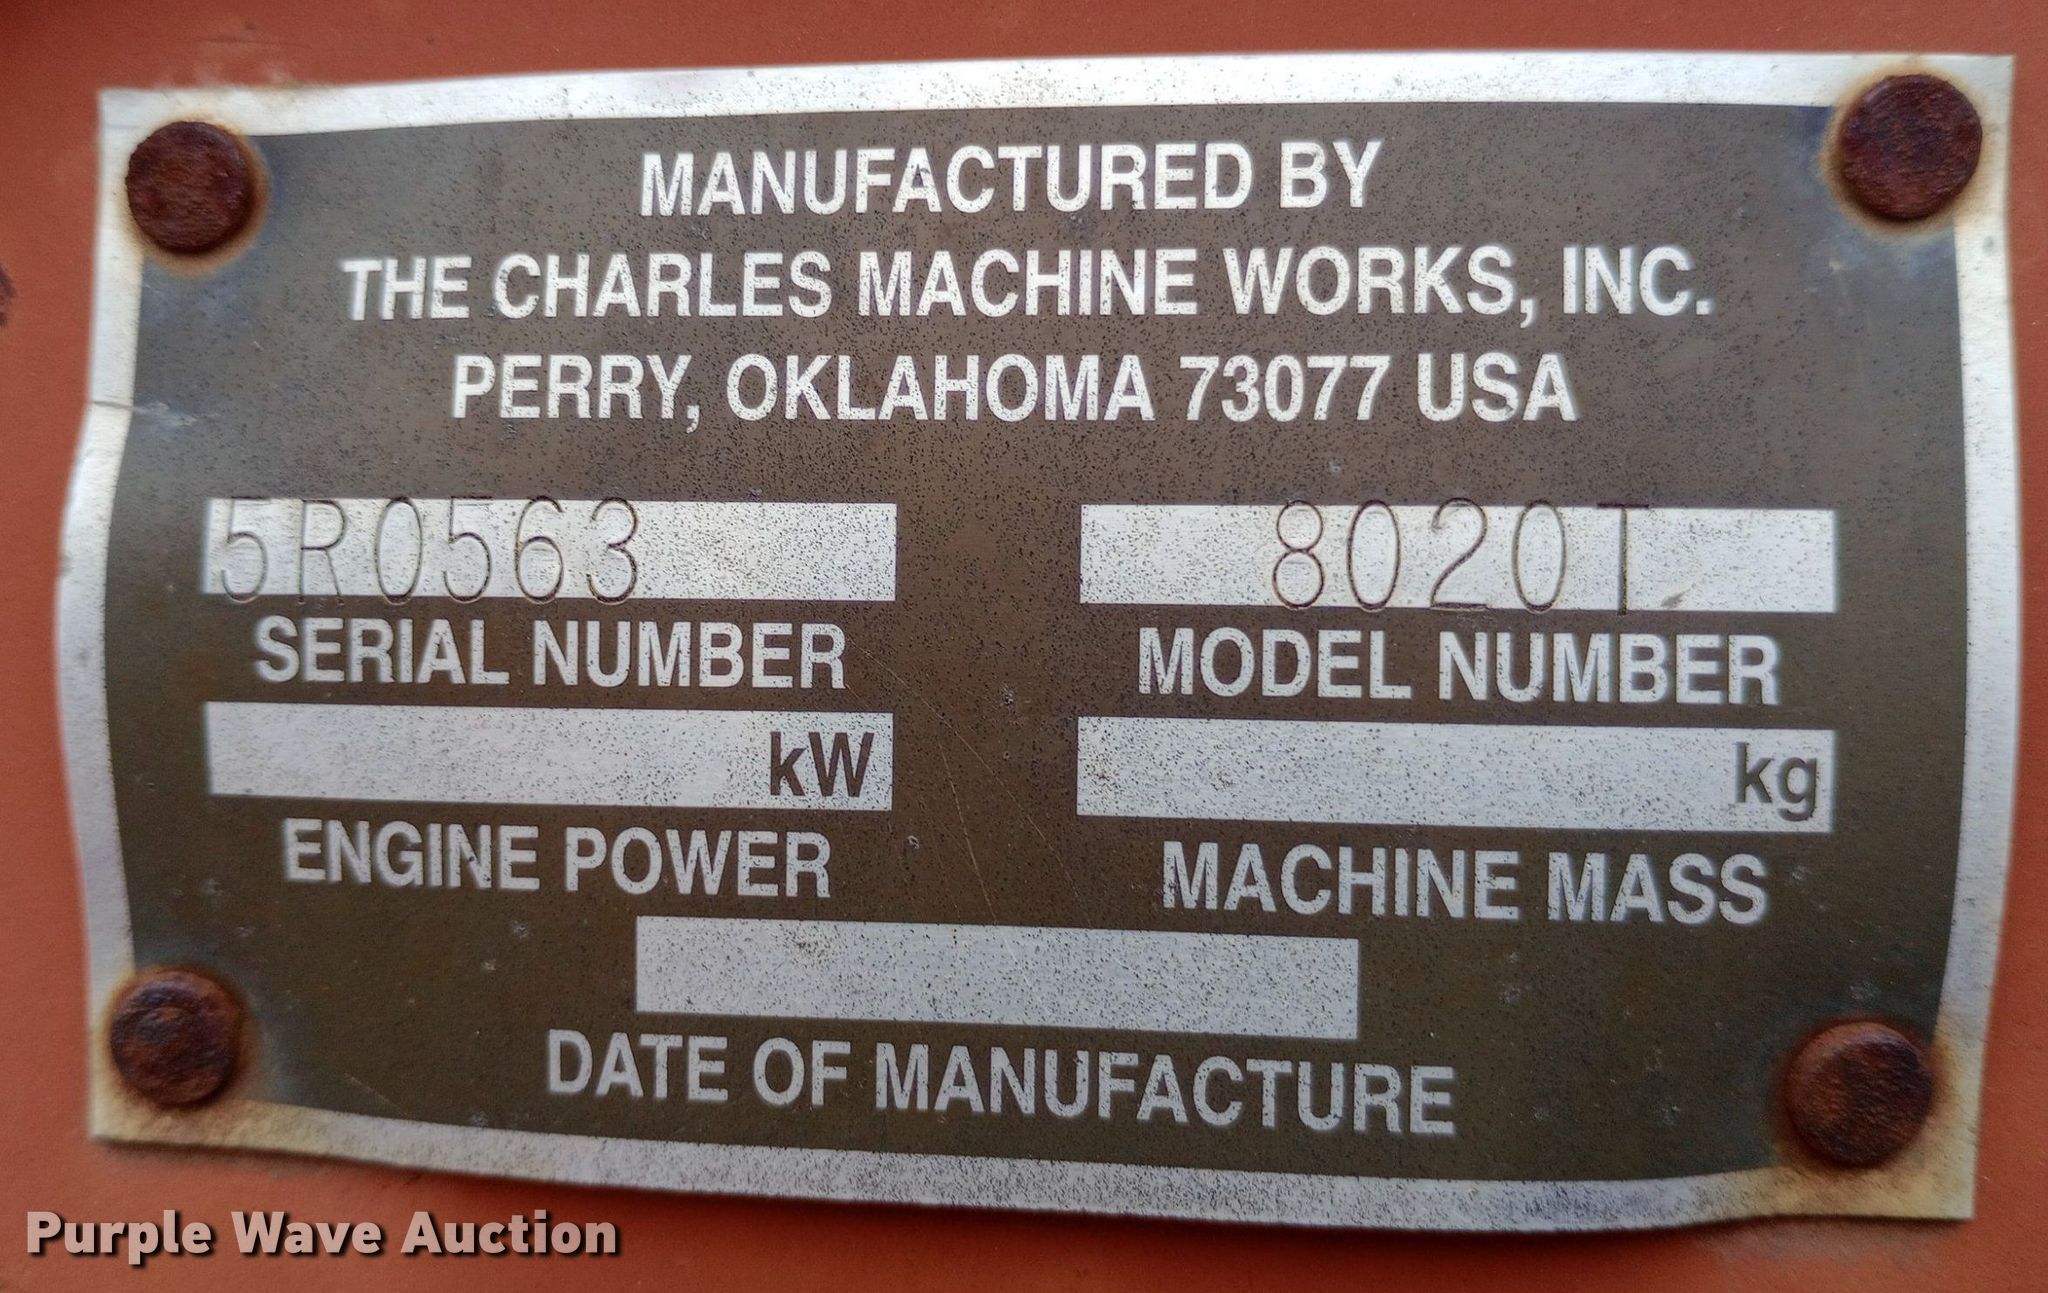 MANUFACTURED BY
THE CHARLES MACHINE WORKS, INC.
PERRY, OKLAHOMA 73077 USA
5R0563 8020T
SERIAL NUMBER MODEL NUMBER
kW kg
ENGINE POWER MACHINE MASS
DATE OF MANUFACTURE
Purple Wave Auction